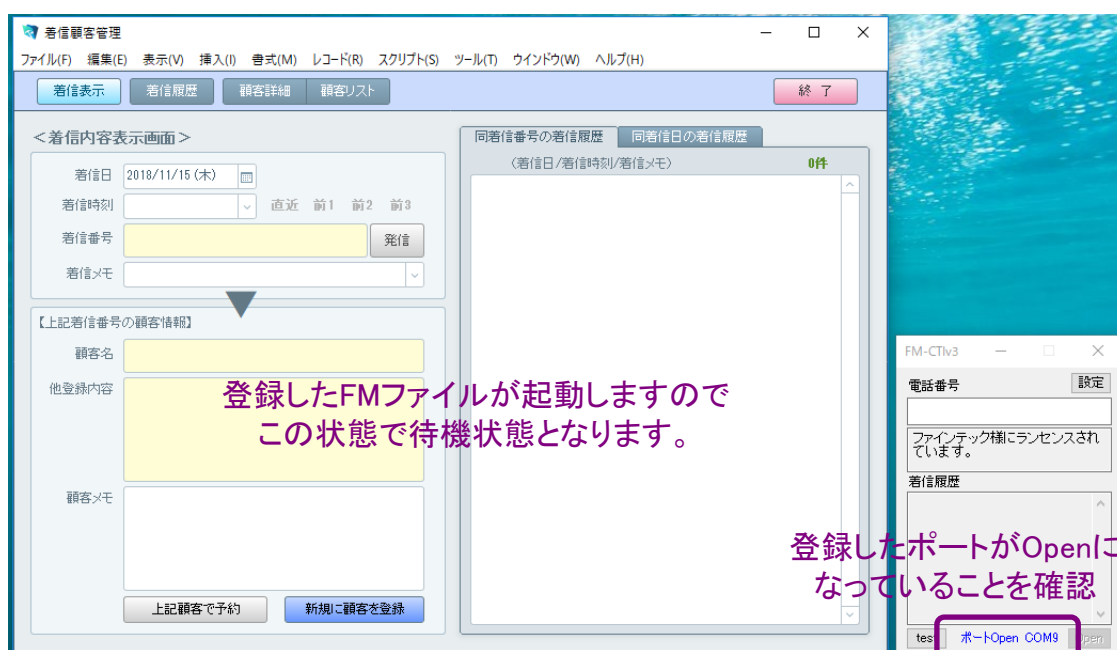 着信顧客管理
ファイル(F) 編集(E) 表示(V) 挿入(I) 書式(M) レコード(R) スクリプト(S) ツール(T) ウインドウ(W) ヘルプ(H)
着信表示 着信履歴 顧客詳細 顧客リスト 終 了
＜着信内容表示画面＞
着信日 2018/11/15 (木)
着信時刻 直近 前1 前2 前3
着信番号 発信
着信メモ
【上記着信番号の顧客情報】
顧客名
他登録内容
顧客メモ
上記顧客で予約 新規に顧客を登録
同着信番号の着信履歴 同着信日の着信履歴
（着信日/着信時刻/着信メモ） 0件
登録したFMファイルが起動しますので
この状態で待機状態となります。
FM-CTIv3
電話番号 設定
ファインテック様にランセンスされ
ています。
着信履歴
登録したポートがOpenに
なっていることを確認
test ポートOpen COM9 Open